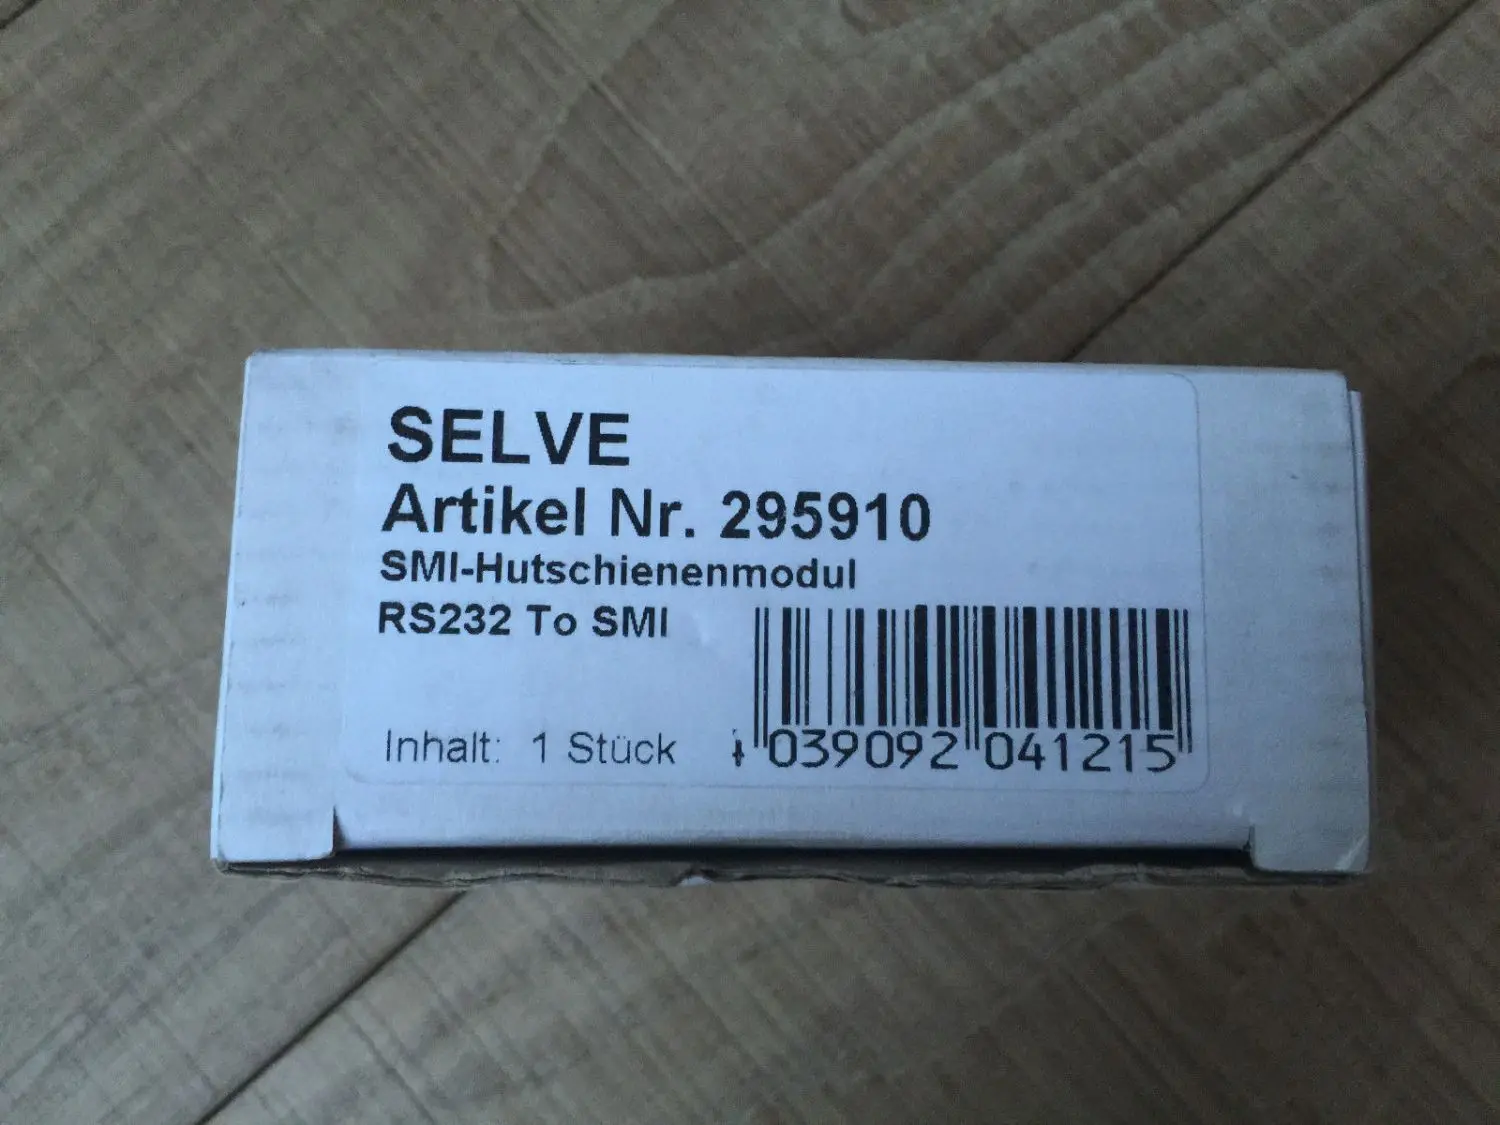 SELVE
Artikel Nr. 295910
SMI-Hutschienenmodul
RS232 To SMI
Inhalt: 1 Stück
4 039092 041215